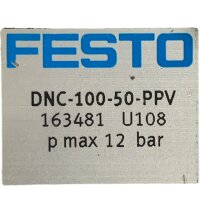 FESTO
DNC-100-50-PPV
163481 U108
p max 12 bar